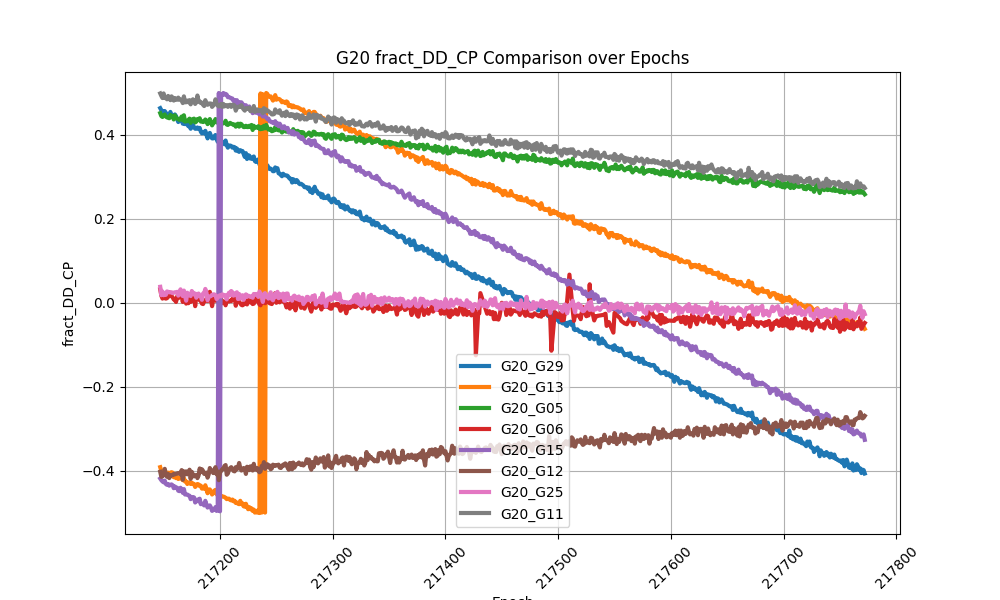 G20 fract_DD_CP Comparison over Epochs
fract_DD_CP
0.4
0.2
0.0
−0.2
−0.4
G20_G29
G20_G13
G20_G05
G20_G06
G20_G15
G20_G12
G20_G25
G20_G11
217200
217300
217400
217500
217600
217700
217800
Epoch